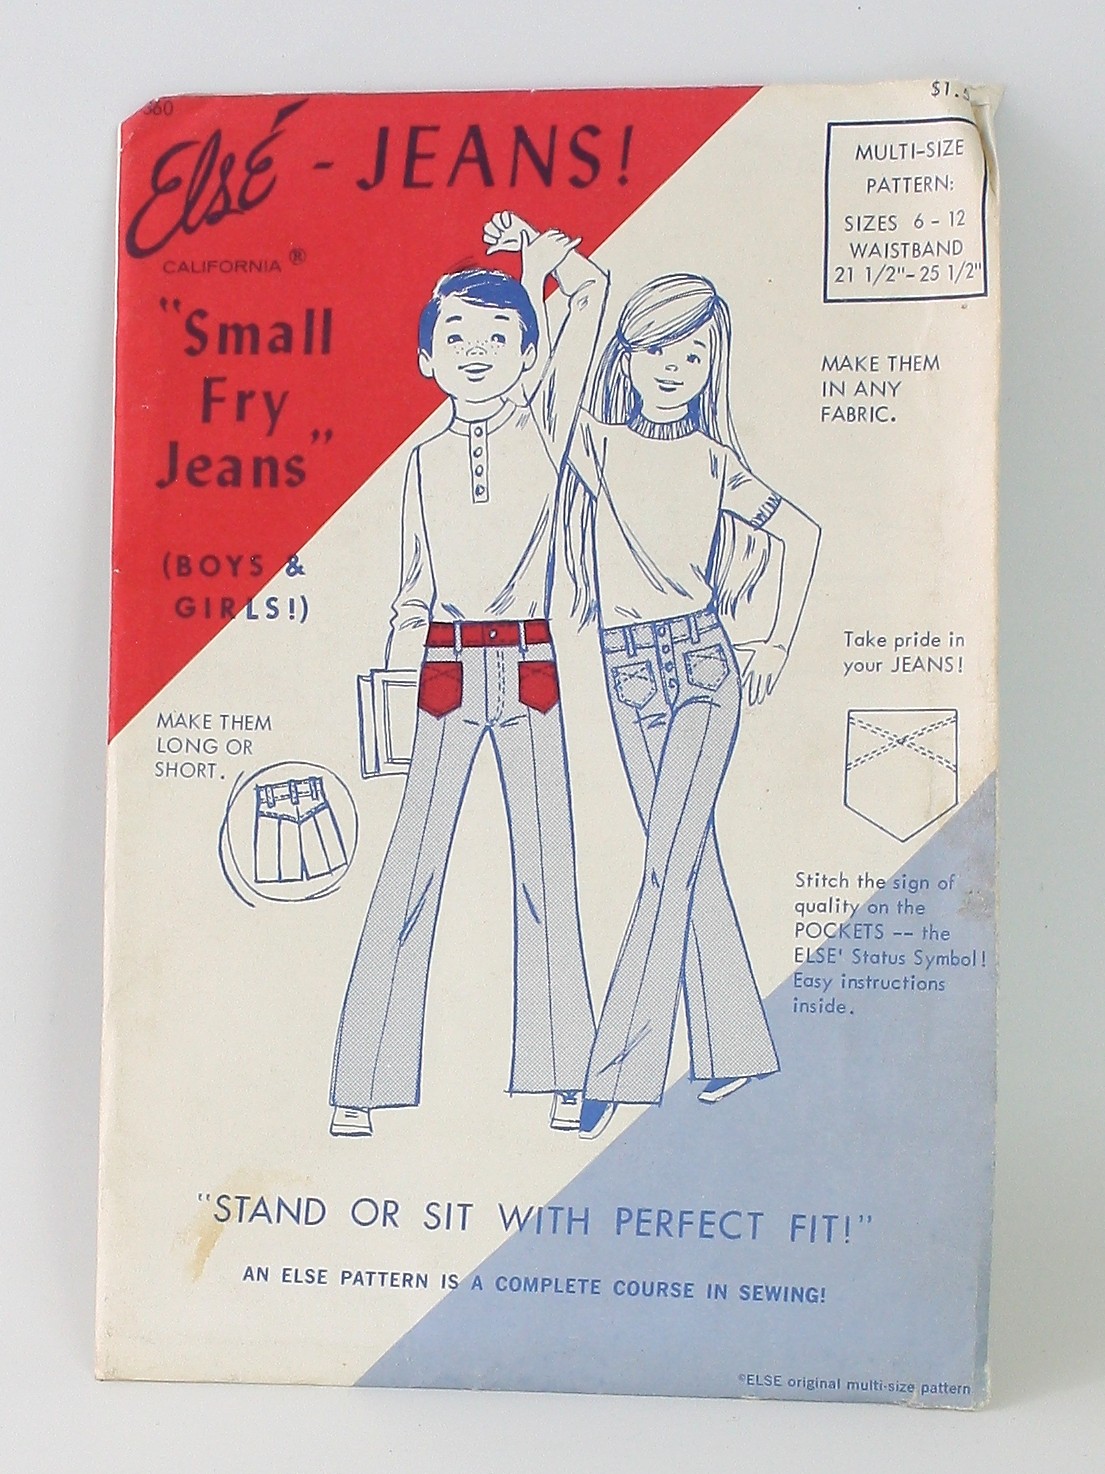 Elsé - JEANS!
CALIFORNIA ®
"Small
Fry
Jeans"
(BOYS &
GIRLS!)
MULTI-SIZE
PATTERN:
SIZES 6 - 12
WAISTBAND
21 1/2"- 25 1/2"
MAKE THEM
IN ANY
FABRIC.
Take pride in
your JEANS!
MAKE THEM
LONG OR
SHORT.
Stitch the sign of
quality on the
POCKETS -- the
ELSE' Status Symbol!
Easy instructions
inside.
"STAND OR SIT WITH PERFECT FIT!"
AN ELSE PATTERN IS A COMPLETE COURSE IN SEWING!
©ELSE original multi-size pattern